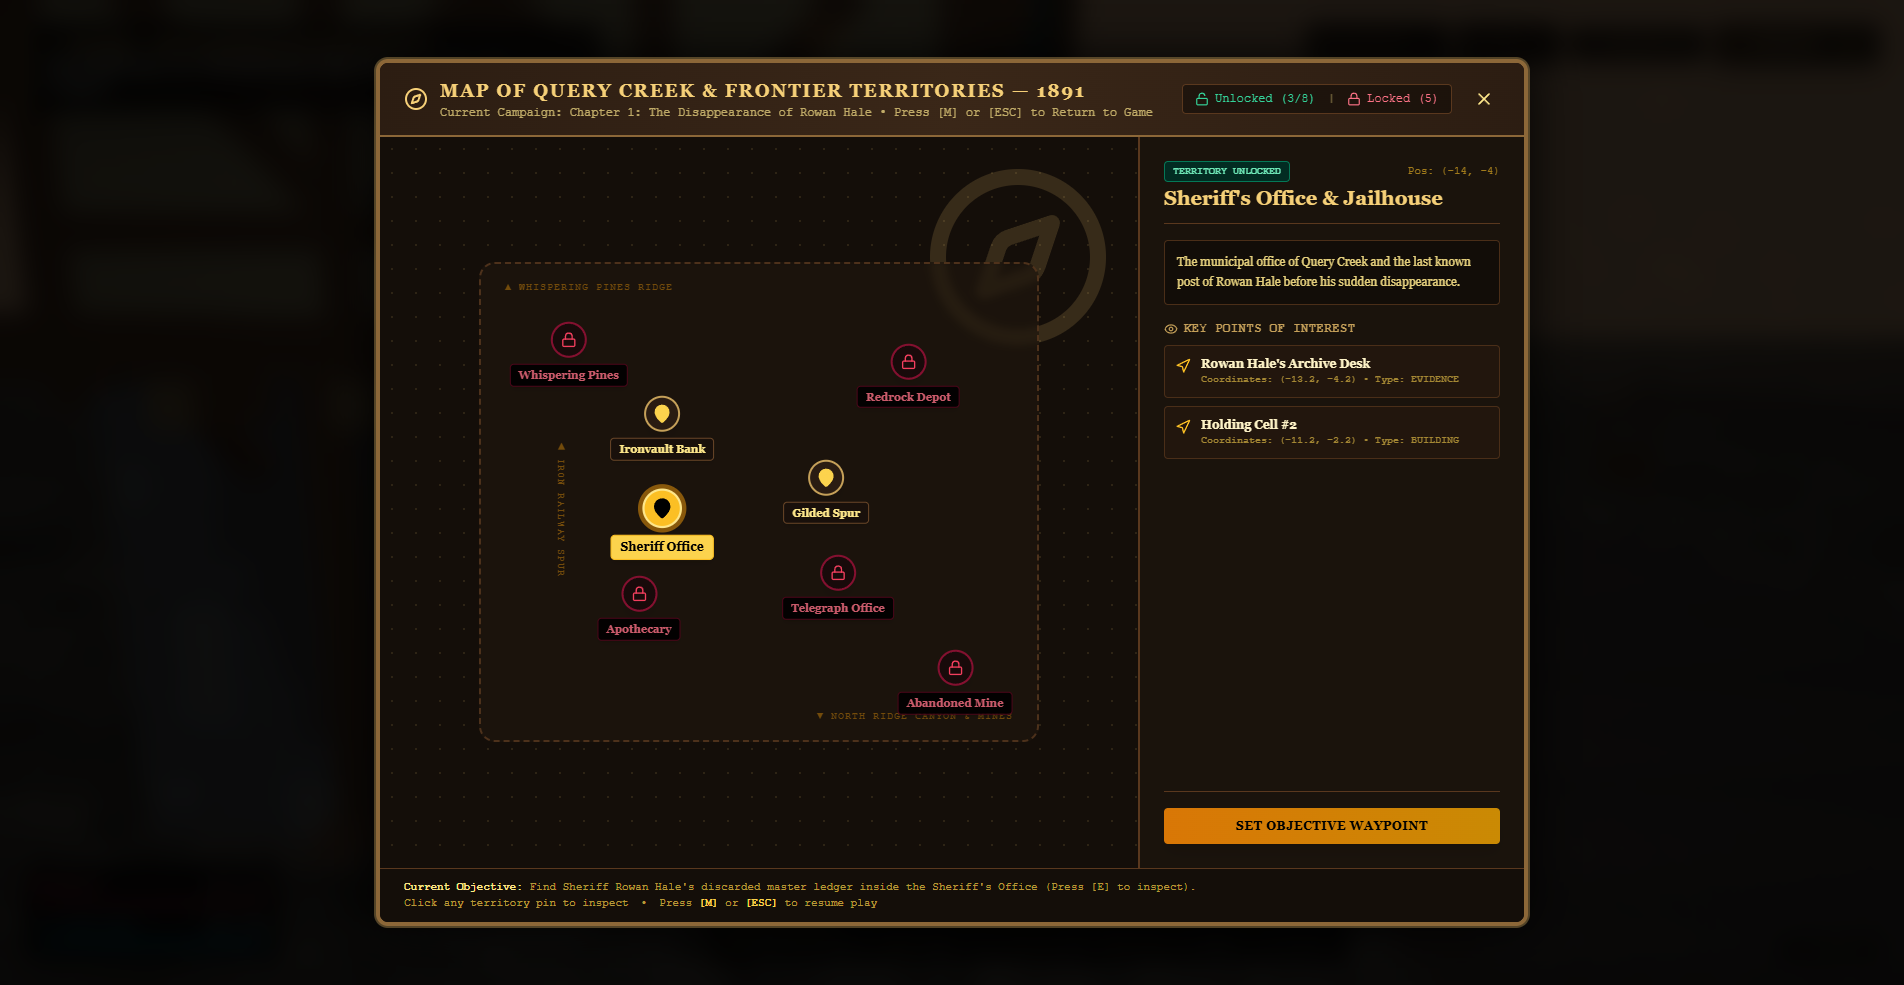 MAP OF QUERY CREEK & FRONTIER TERRITORIES — 1891
Current Campaign: Chapter 1: The Disappearance of Rowan Hale • Press [M] or [ESC] to Return to Game
Unlocked (3/8) | Locked (5)
▲ WHISPERING PINES RIDGE
Whispering Pines
Redrock Depot
Ironvault Bank
▲ IRON RAILWAY SPUR
Gilded Spur
Sheriff Office
Telegraph Office
Apothecary
Abandoned Mine
▼ NORTH RIDGE CANYON & MINES
TERRITORY UNLOCKED
Pos: (-14, -4)
Sheriff's Office & Jailhouse
The municipal office of Query Creek and the last known
post of Rowan Hale before his sudden disappearance.
KEY POINTS OF INTEREST
Rowan Hale's Archive Desk
Coordinates: (-13.2, -4.2) • Type: EVIDENCE
Holding Cell #2
Coordinates: (-11.2, -2.2) • Type: BUILDING
SET OBJECTIVE WAYPOINT
Current Objective: Find Sheriff Rowan Hale's discarded master ledger inside the Sheriff's Office (Press [E] to inspect).
Click any territory pin to inspect • Press [M] or [ESC] to resume play